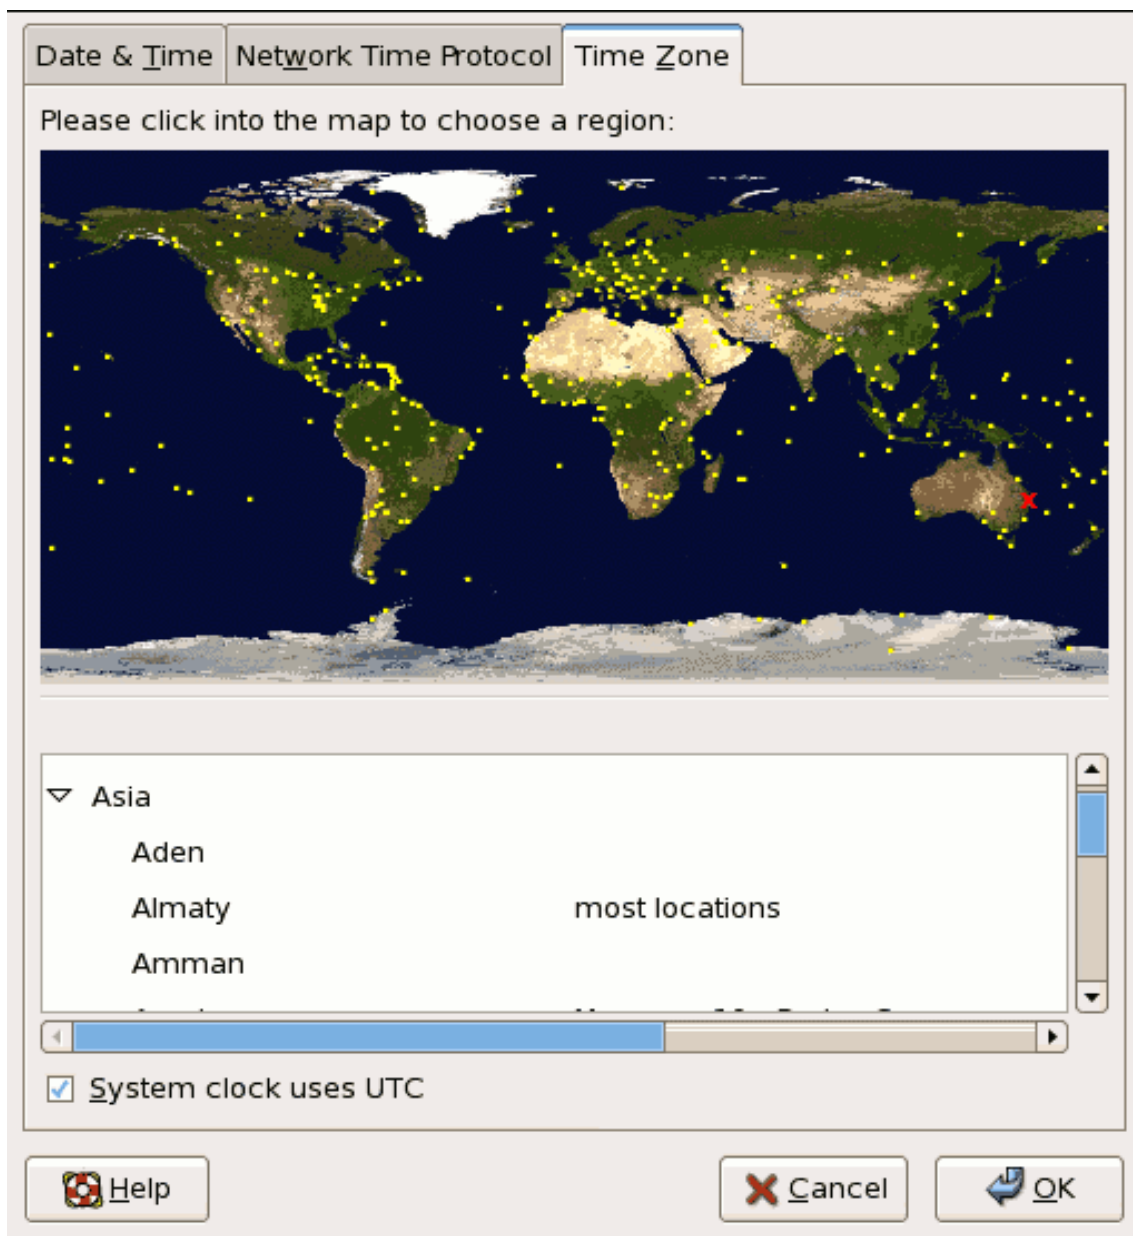 Date & Time Network Time Protocol Time Zone
Please click into the map to choose a region:
Asia
Aden
Almaty most locations
Amman
System clock uses UTC
Help Cancel OK